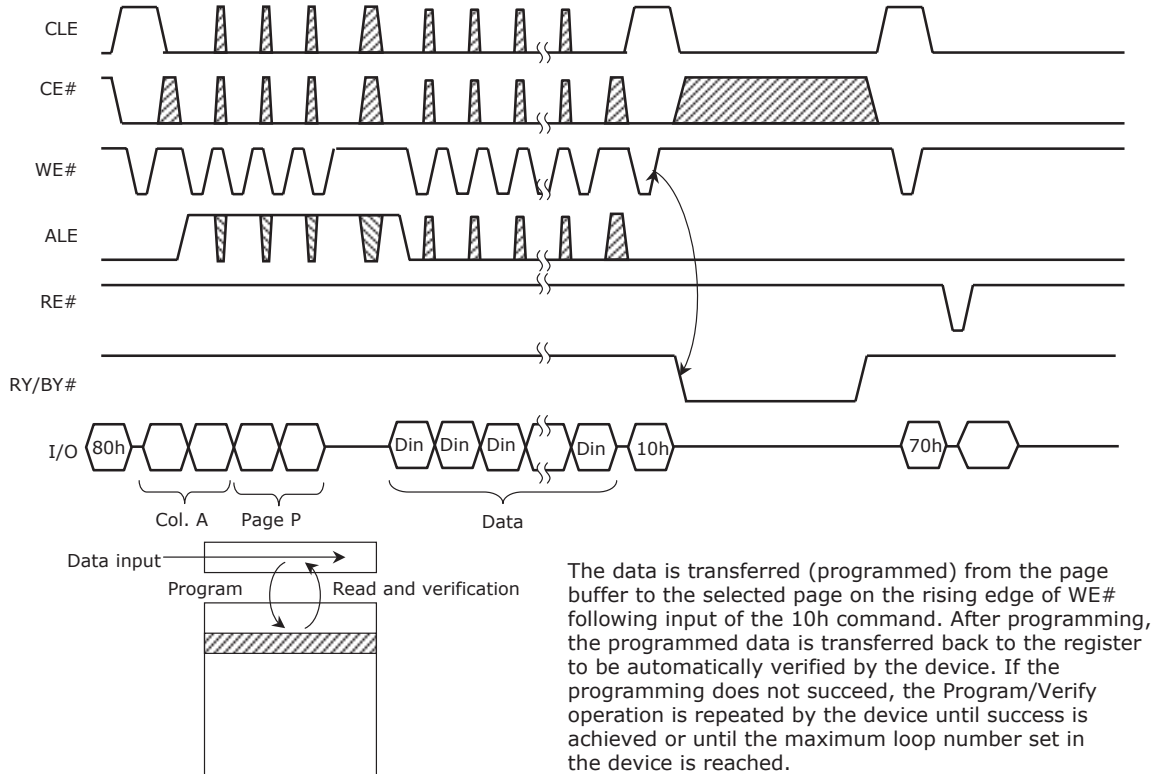 CLE
CE#
WE#
ALE
RE#
RY/BY#
I/O 80h Din Din Din Din 10h 70h
Col. A Page P Data
Data input
Program Read and verification
The data is transferred (programmed) from the page
buffer to the selected page on the rising edge of WE#
following input of the 10h command. After programming,
the programmed data is transferred back to the register
to be automatically verified by the device. If the
programming does not succeed, the Program/Verify
operation is repeated by the device until success is
achieved or until the maximum loop number set in
the device is reached.